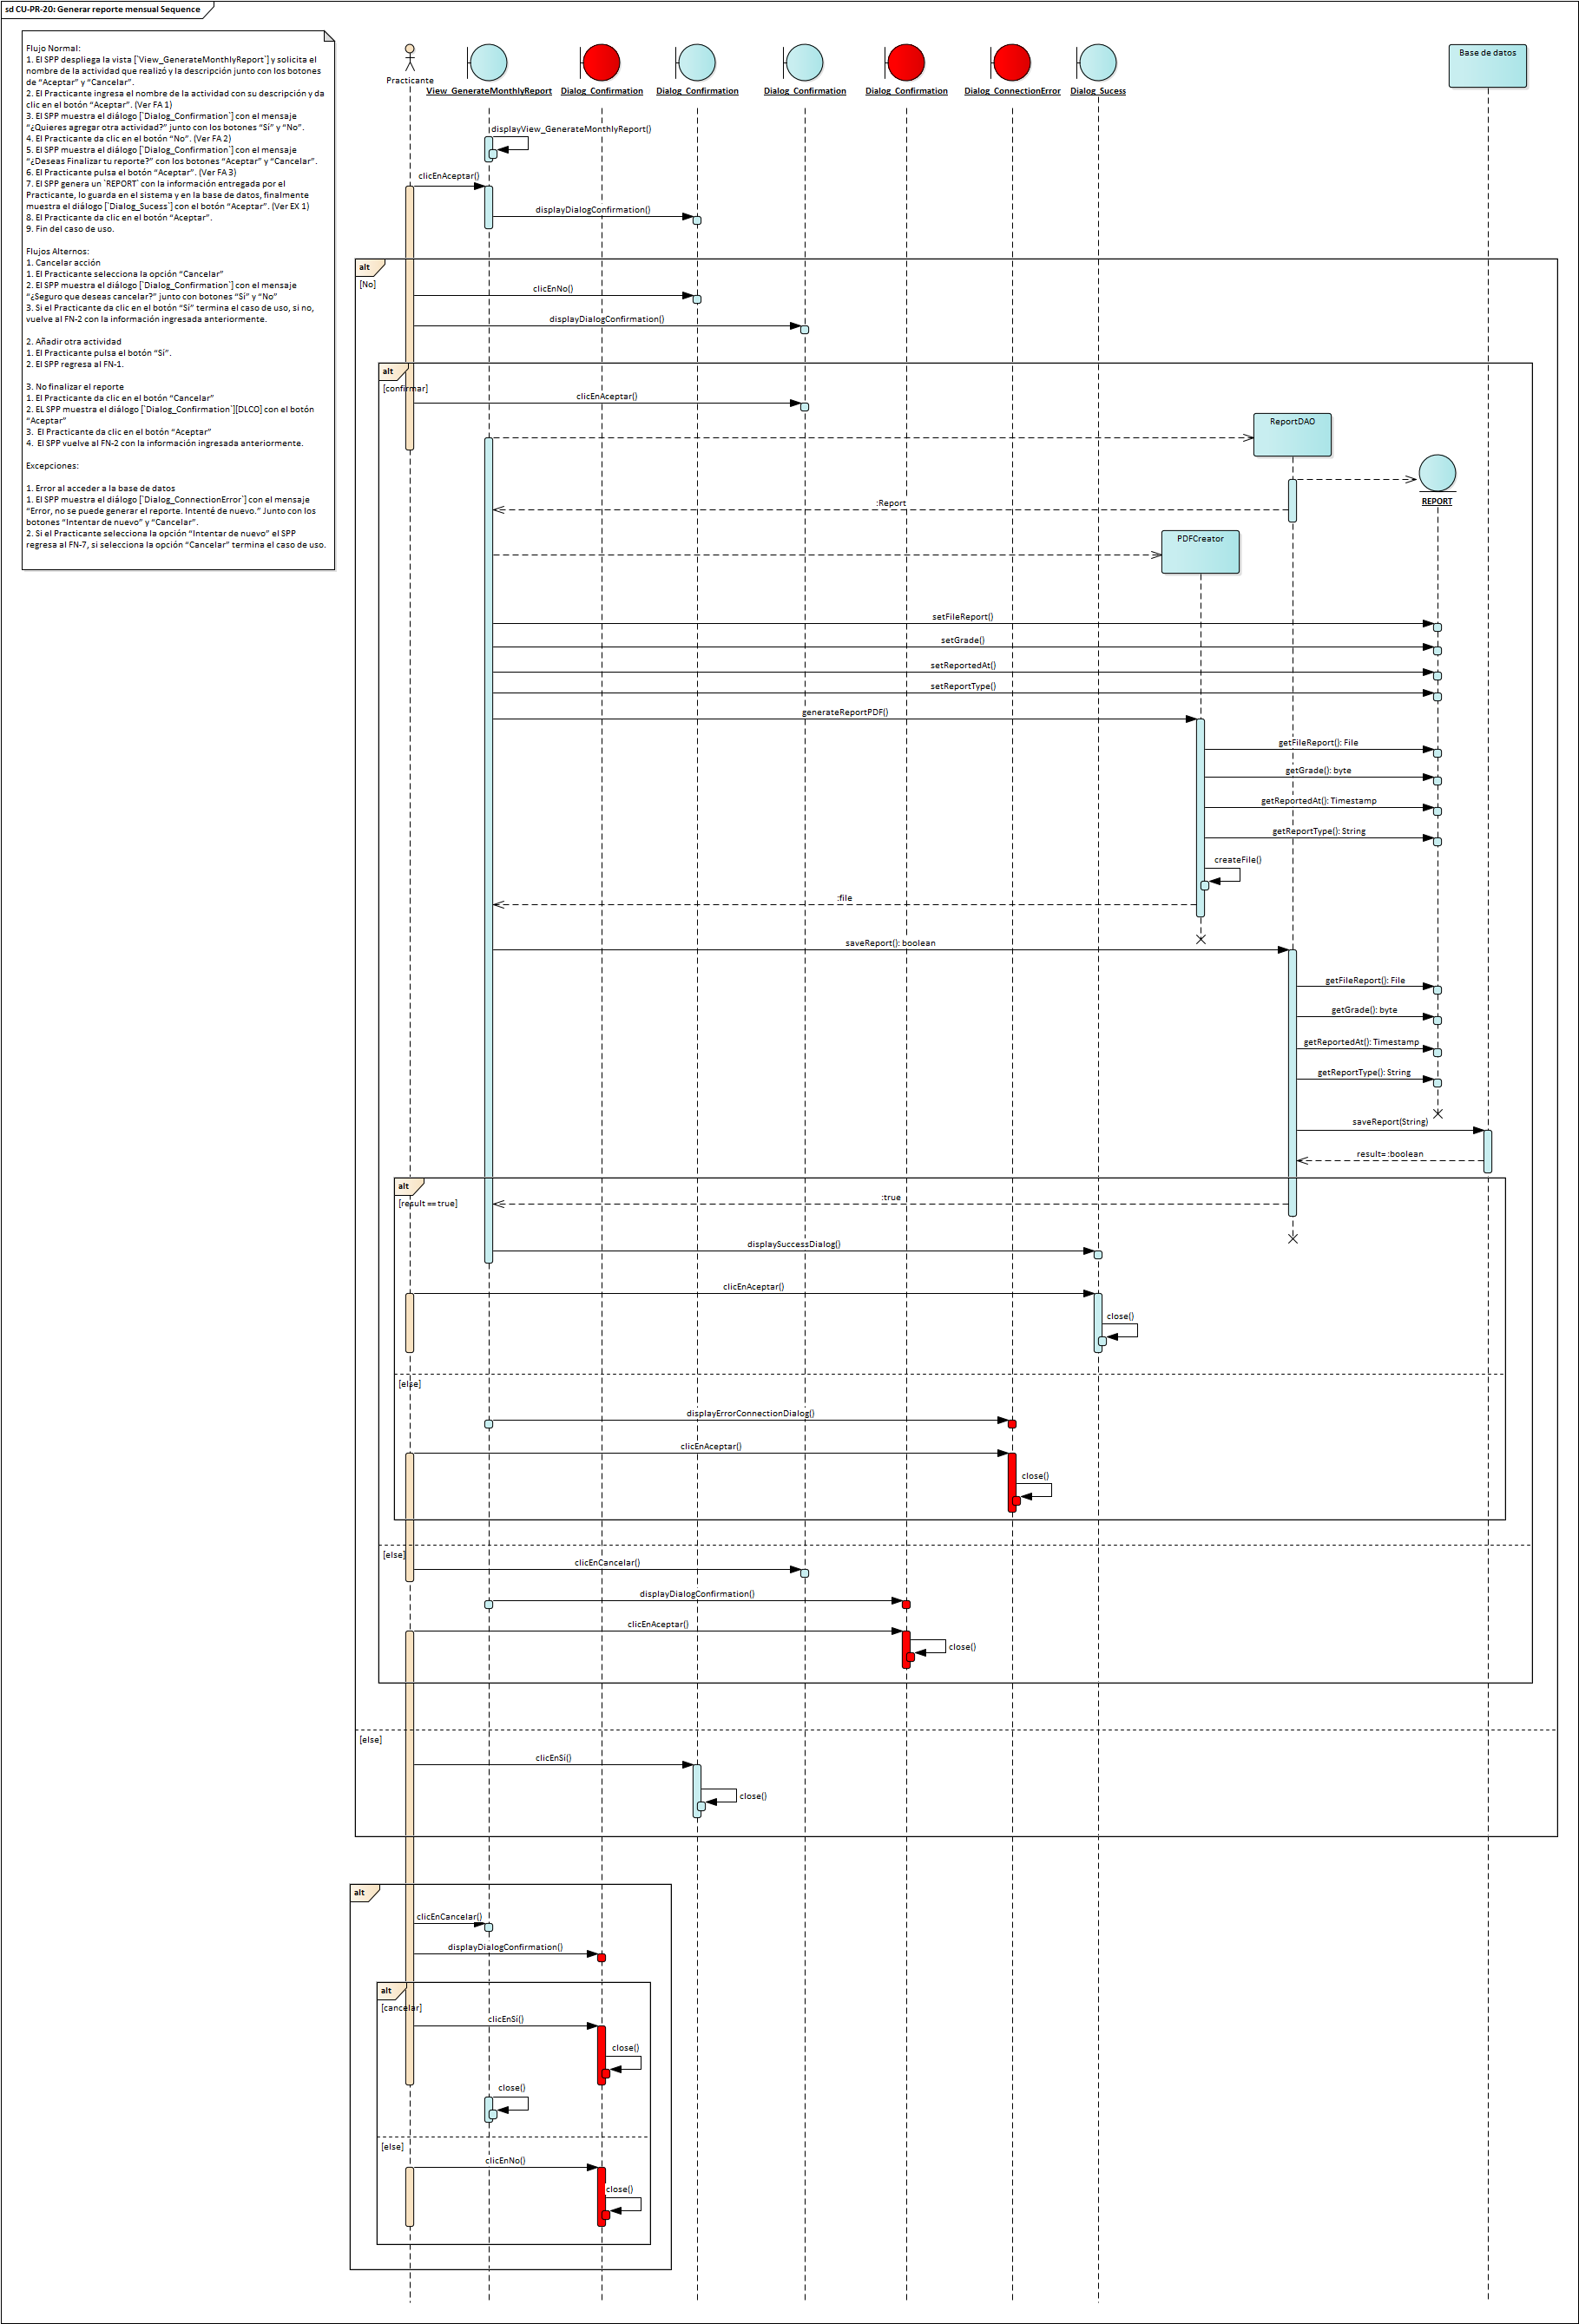 sd CU-PR-20: Generar reporte mensual Sequence
Flujo Normal:
1. El SPP despliega la vista [`View_GenerateMonthlyReport`] y solicita el
nombre de la actividad que realizó y la descripción junto con los botones
de “Aceptar” y “Cancelar”.
2. El Practicante ingresa el nombre de la actividad con su descripción y da
clic en el botón “Aceptar”. (Ver FA 1)
3. El SPP muestra el diálogo [`Dialog_Confirmation`] con el mensaje
“¿Quieres agregar otra actividad?” junto con los botones “Sí” y “No”.
4. El Practicante da clic en el botón “No”. (Ver FA 2)
5. El SPP muestra el diálogo [`Dialog_Confirmation`] con el mensaje
“¿Deseas Finalizar tu reporte?” con los botones “Aceptar” y “Cancelar”.
6. El Practicante pulsa el botón “Aceptar”. (Ver FA 3)
7. El SPP genera un `REPORT` con la información entregada por el
Practicante, lo guarda en el sistema y en la base de datos, finalmente
muestra el diálogo [`Dialog_Sucess`] con el botón “Aceptar”. (Ver EX 1)
8. El Practicante da clic en el botón “Aceptar”.
9. Fin del caso de uso.
Flujos Alternos:
1. Cancelar acción
1. El Practicante selecciona la opción “Cancelar”
2. El SPP muestra el diálogo [`Dialog_Confirmation`] con el mensaje
“¿Seguro que deseas cancelar?” junto con botones “Sí” y “No”
3. Si el Practicante da clic en el botón “Sí” termina el caso de uso, si no,
vuelve al FN-2 con la información ingresada anteriormente.
2. Añadir otra actividad
1. El Practicante pulsa el botón “Sí”.
2. El SPP regresa al FN-1.
3. No finalizar el reporte
1. El Practicante da clic en el botón “Cancelar”
2. EL SPP muestra el diálogo [`Dialog_Confirmation`][DLCO] con el botón
“Aceptar”
3. El Practicante da clic en el botón “Aceptar”
4. El SPP vuelve al FN-2 con la información ingresada anteriormente.
Excepciones:
1. Error al acceder a la base de datos
1. El SPP muestra el diálogo [`Dialog_ConnectionError`] con el mensaje
“Error, no se puede generar el reporte. Intenté de nuevo.” Junto con los
botones “Intentar de nuevo” y “Cancelar”.
2. Si el Practicante selecciona la opción “Intentar de nuevo” el SPP
regresa al FN-7, si selecciona la opción “Cancelar” termina el caso de uso.
Practicante
View_GenerateMonthlyReport
Dialog_Confirmation
Dialog_Confirmation
Dialog_Confirmation
Dialog_Confirmation
Dialog_ConnectionError
Dialog_Sucess
Base de datos
displayView_GenerateMonthlyReport()
clicEnAceptar()
displayDialogConfirmation()
alt
[No]
clicEnNo()
displayDialogConfirmation()
alt
[confirmar]
clicEnAceptar()
ReportDAO
REPORT
:Report
PDFCreator
setFileReport()
setGrade()
setReportedAt()
setReportType()
generateReportPDF()
getFileReport(): File
getGrade(): byte
getReportedAt(): Timestamp
getReportType(): String
createFile()
:file
saveReport(): boolean
getFileReport(): File
getGrade(): byte
getReportedAt(): Timestamp
getReportType(): String
saveReport(String)
result= :boolean
alt
[result == true]
:true
displaySuccessDialog()
clicEnAceptar()
close()
[else]
displayErrorConnectionDialog()
clicEnAceptar()
close()
[else]
clicEnCancelar()
displayDialogConfirmation()
clicEnAceptar()
close()
[else]
clicEnSi()
close()
alt
clicEnCancelar()
displayDialogConfirmation()
alt
[cancelar]
clicEnSí()
close()
close()
[else]
clicEnNo()
close()